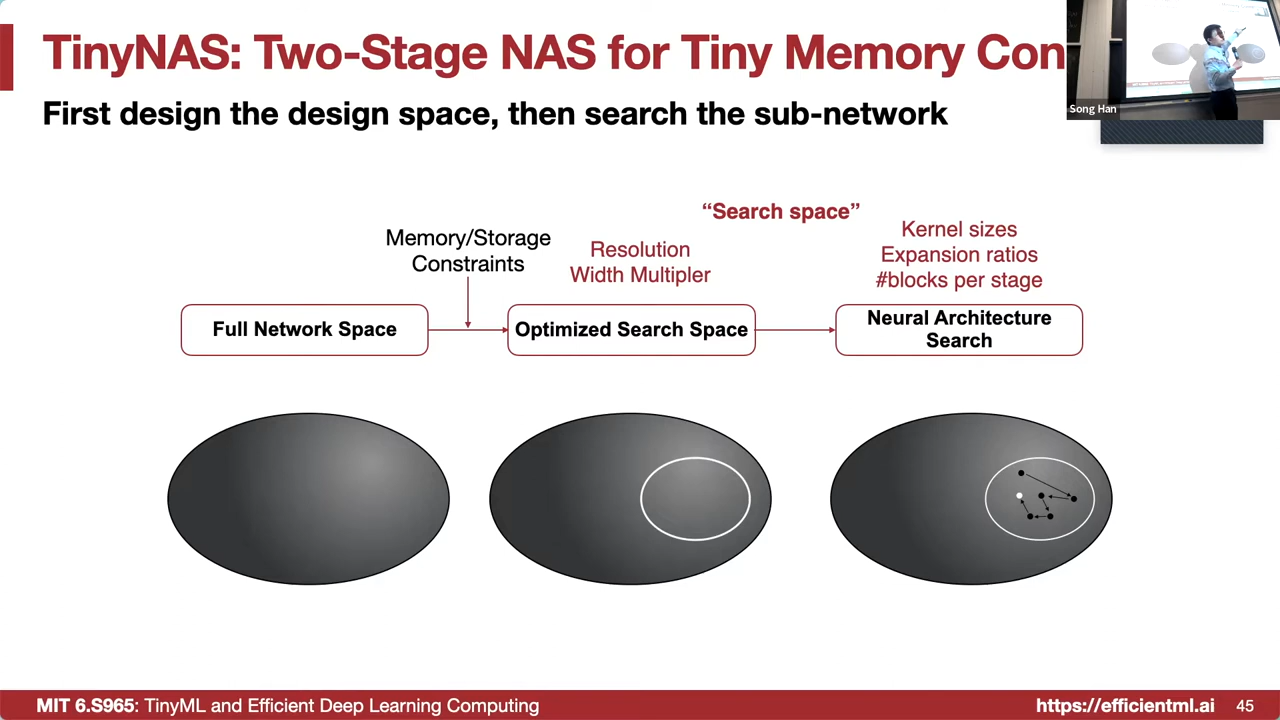 TinyNAS: Two-Stage NAS for Tiny Memory Con
First design the design space, then search the sub-network
Song Han
“Search space”
Memory/Storage
Constraints
Resolution
Width Multipler
Kernel sizes
Expansion ratios
#blocks per stage
Full Network Space
Optimized Search Space
Neural Architecture
Search
MIT 6.S965: TinyML and Efficient Deep Learning Computing
https://efficientml.ai
45